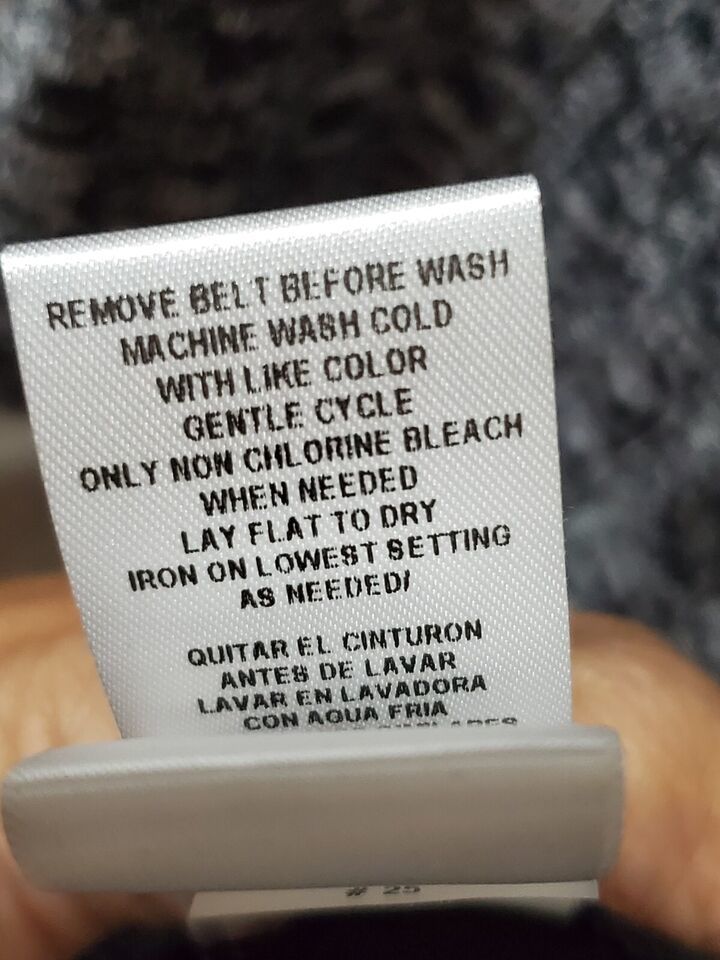 REMOVE BELT BEFORE WASH
MACHINE WASH COLD
WITH LIKE COLOR
GENTLE CYCLE
ONLY NON CHLORINE BLEACH
WHEN NEEDED
LAY FLAT TO DRY
IRON ON LOWEST SETTING
AS NEEDED/
QUITAR EL CINTURON
ANTES DE LAVAR
LAVAR EN LAVADORA
CON AGUA FRIA
# 25